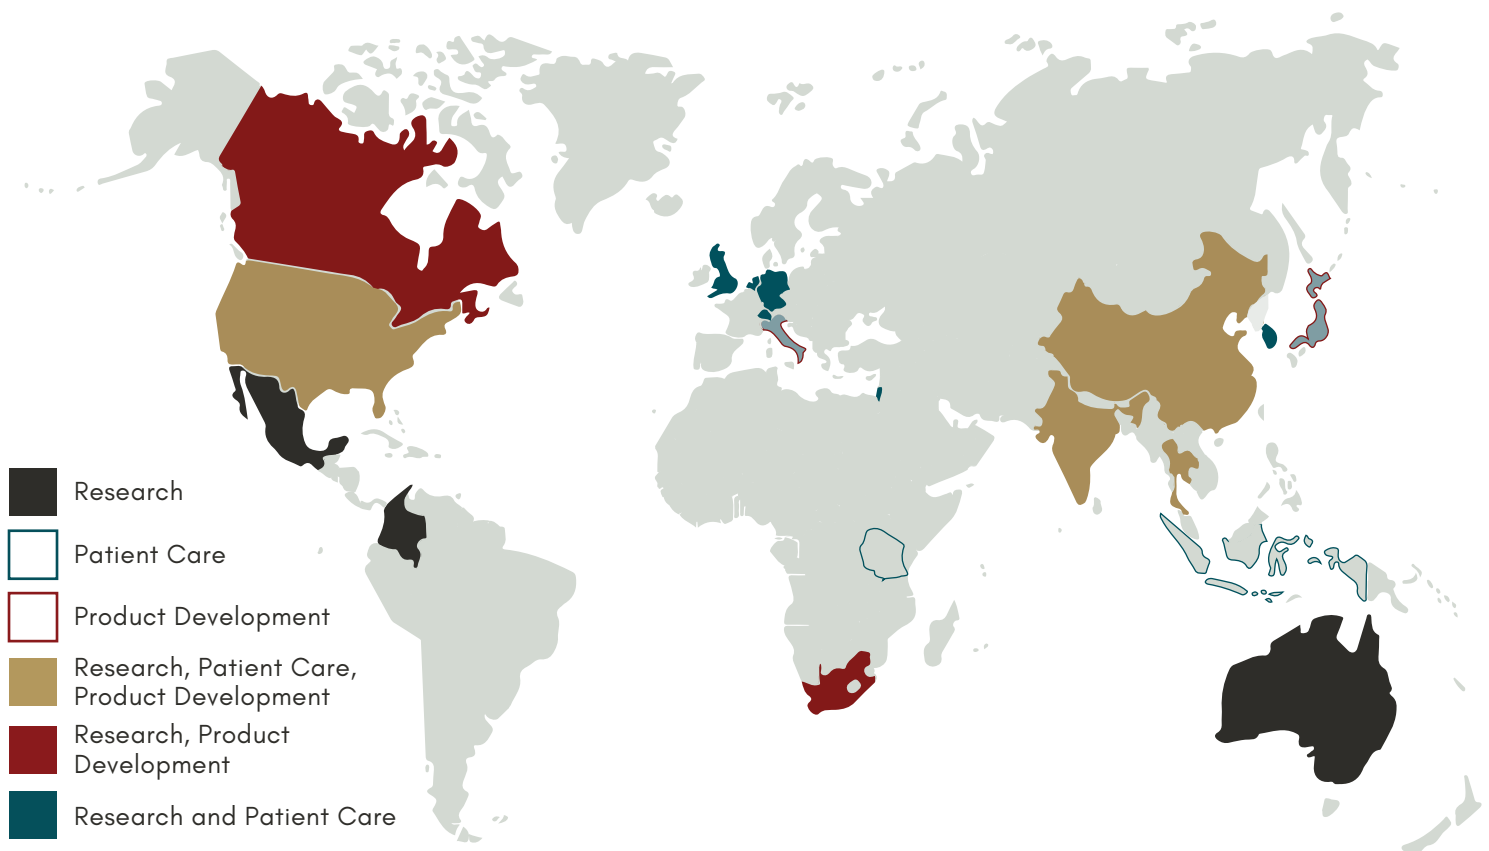 Research
Patient Care
Product Development
Research, Patient Care,
Product Development
Research, Product
Development
Research and Patient Care